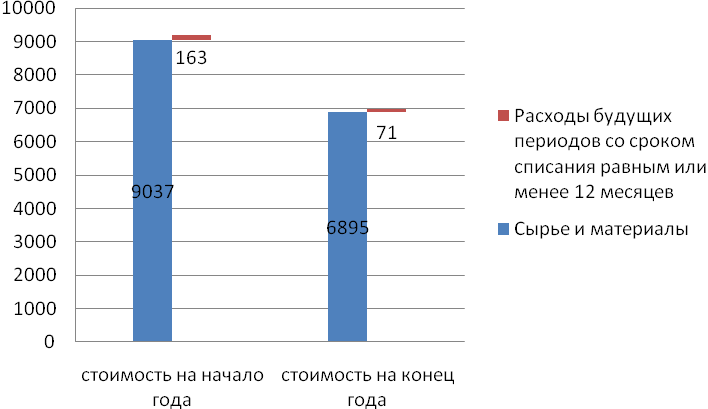 10000
9000
8000
7000
6000
5000
4000
3000
2000
1000
0
163
9037
71
6895
стоимость на начало
года
стоимость на конец
года
Расходы будущих
периодов со сроком
списания равным или
менее 12 месяцев
Сырье и материалы